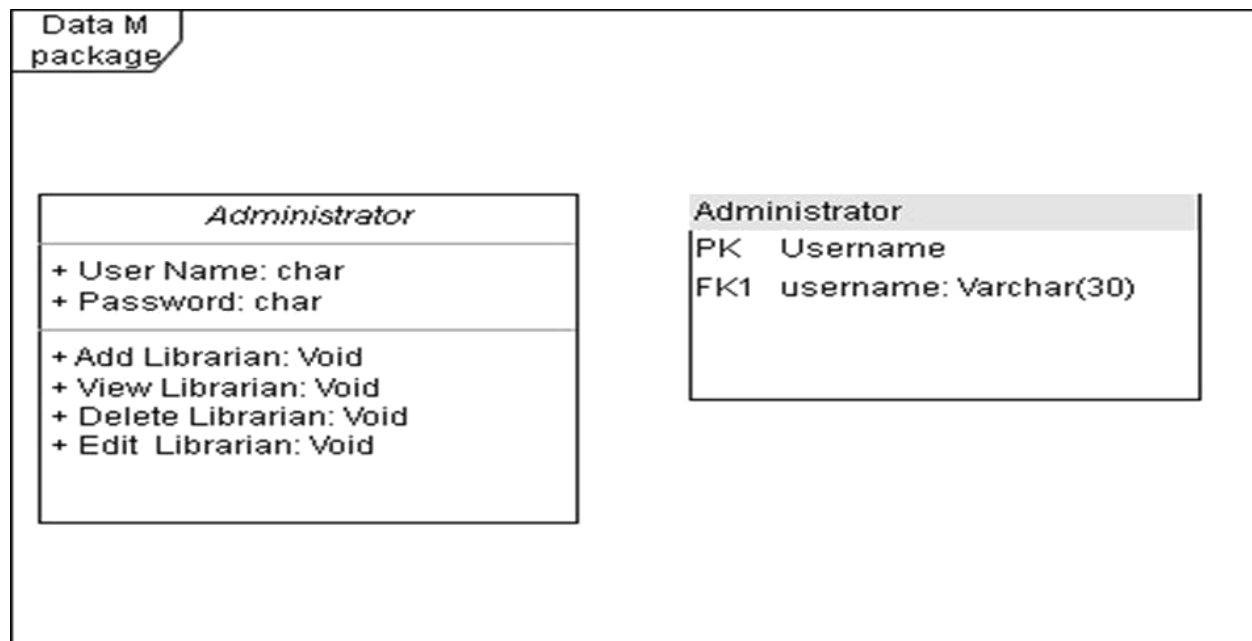 Data M
package
Administrator
+ User Name: char
+ Password: char
+ Add Librarian: Void
+ View Librarian: Void
+ Delete Librarian: Void
+ Edit Librarian: Void
Administrator
PK Username
FK1 username: Varchar(30)